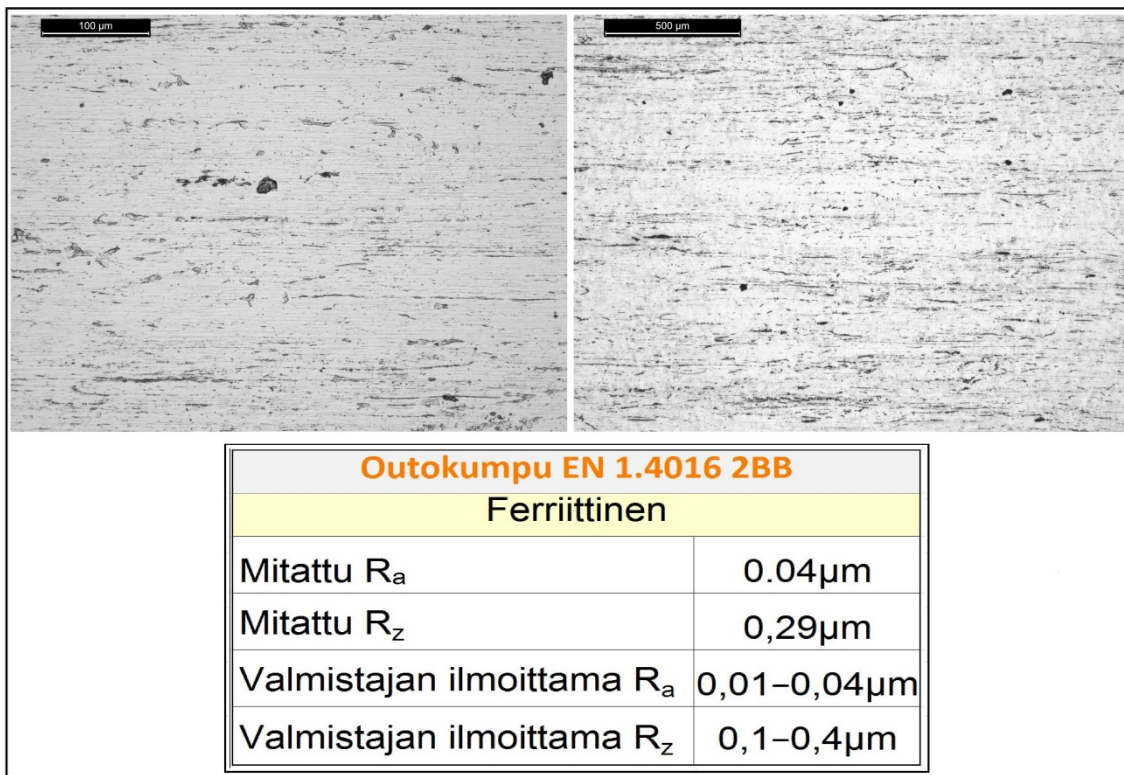 100 µm
500 µm
Outokumpu EN 1.4016 2BB
Ferriittinen
Mitattu Ra 0.04µm
Mitattu Rz 0,29µm
Valmistajan ilmoittama Ra 0,01–0,04µm
Valmistajan ilmoittama Rz 0,1–0,4µm